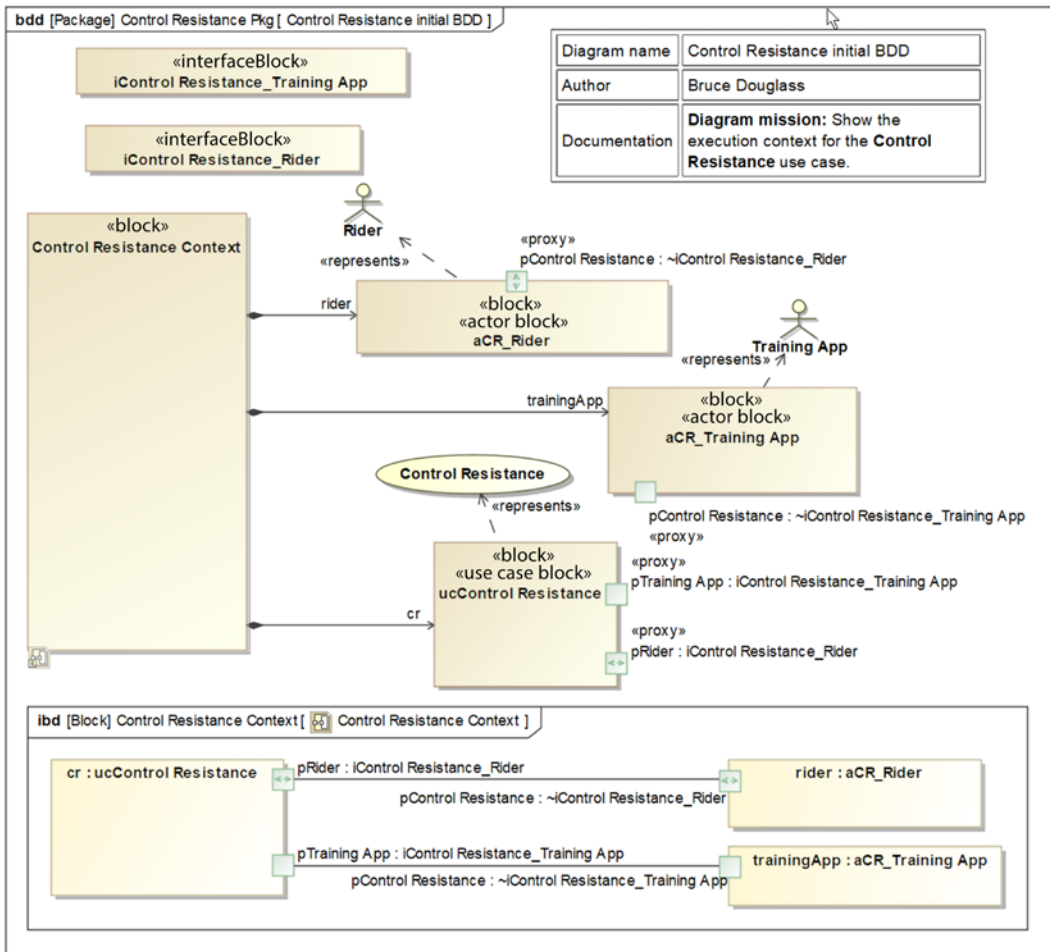 bdd [Package] Control Resistance Pkg [ Control Resistance initial BDD ]
«interfaceBlock»
iControl Resistance_Training App
Diagram name
Control Resistance initial BDD
Author
Bruce Douglass
Documentation
Diagram mission: Show the
execution context for the Control
Resistance use case.
«interfaceBlock»
iControl Resistance_Rider
«block»
Control Resistance Context
Rider
«represents»
«proxy»
pControl Resistance : ~iControl Resistance_Rider
rider
«block»
«actor block»
aCR_Rider
Training App
«represents»
trainingApp
«block»
«actor block»
aCR_Training App
pControl Resistance : ~iControl Resistance_Training App
«proxy»
Control Resistance
«represents»
cr
«block»
«use case block»
ucControl Resistance
«proxy»
pTraining App : iControl Resistance_Training App
«proxy»
pRider : iControl Resistance_Rider
ibd [Block] Control Resistance Context [ Control Resistance Context ]
cr : ucControl Resistance
pRider : iControl Resistance_Rider
pControl Resistance : ~iControl Resistance_Rider
rider : aCR_Rider
pTraining App : iControl Resistance_Training App
pControl Resistance : ~iControl Resistance_Training App
trainingApp : aCR_Training App